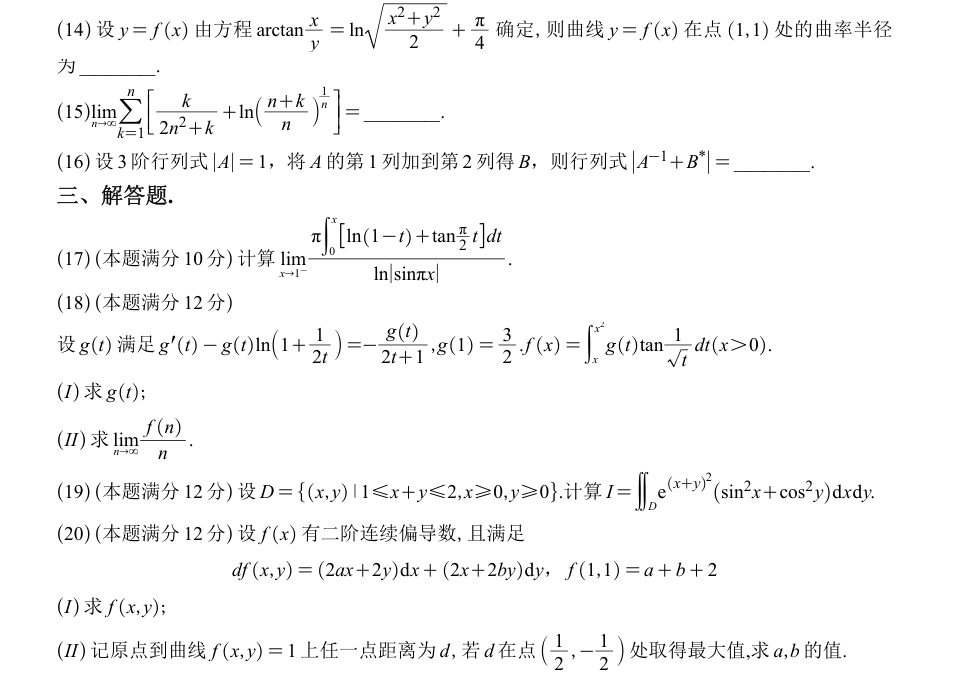 (14) 设 y=f(x) 由方程 arctan x/y = ln√((x²+y²)/2) + π/4 确定, 则曲线 y=f(x) 在点 (1,1) 处的曲率半径
为________.
(15) lim_{n→∞} ∑_{k=1}^{n} [k/(2n²+k) + ln((n+k)/n)^{1/n}] = ________.
(16) 设 3 阶行列式 |A|=1, 将 A 的第 1 列加到第 2 列得 B, 则行列式 |A⁻¹+B*| = ________.
三、解答题.
(17) (本题满分 10 分) 计算 lim_{x→1⁻} π∫_0^x [ln(1−t)+tan(π/2)t]dt / ln|sinπx|.
(18) (本题满分 12 分)
设 g(t) 满足 g′(t) − g(t)ln(1+1/(2t)) = −g(t)/(2t+1), g(1) = 3/2. f(x) = ∫_x^{x²} g(t)tan(1/√t) dt(x>0).
(I) 求 g(t);
(II) 求 lim_{n→∞} f(n)/n.
(19) (本题满分 12 分) 设 D={(x,y) | 1⩽x+y⩽2,x⩾0,y⩾0}.计算 I=∬_D e^{(x+y)²}(sin²x+cos²y)dxdy.
(20) (本题满分 12 分) 设 f(x) 有二阶连续偏导数, 且满足
df(x,y) = (2ax+2y)dx + (2x+2by)dy, f(1,1) = a+b+2
(I) 求 f(x,y);
(II) 记原点到曲线 f(x,y) = 1 上任一点距离为 d, 若 d 在点 (1/2, −1/2) 处取得最大值,求 a,b 的值.